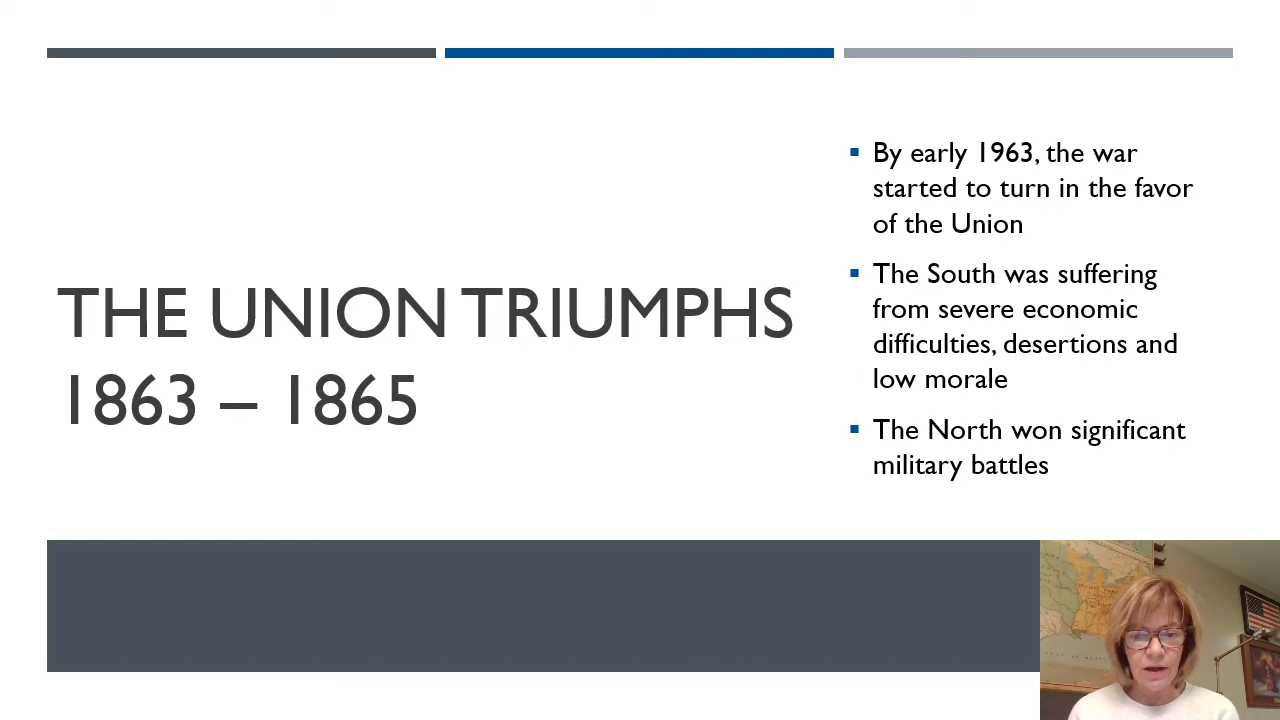 THE UNION TRIUMPHS
1863 – 1865
By early 1963, the war
started to turn in the favor
of the Union
The South was suffering
from severe economic
difficulties, desertions and
low morale
The North won significant
military battles